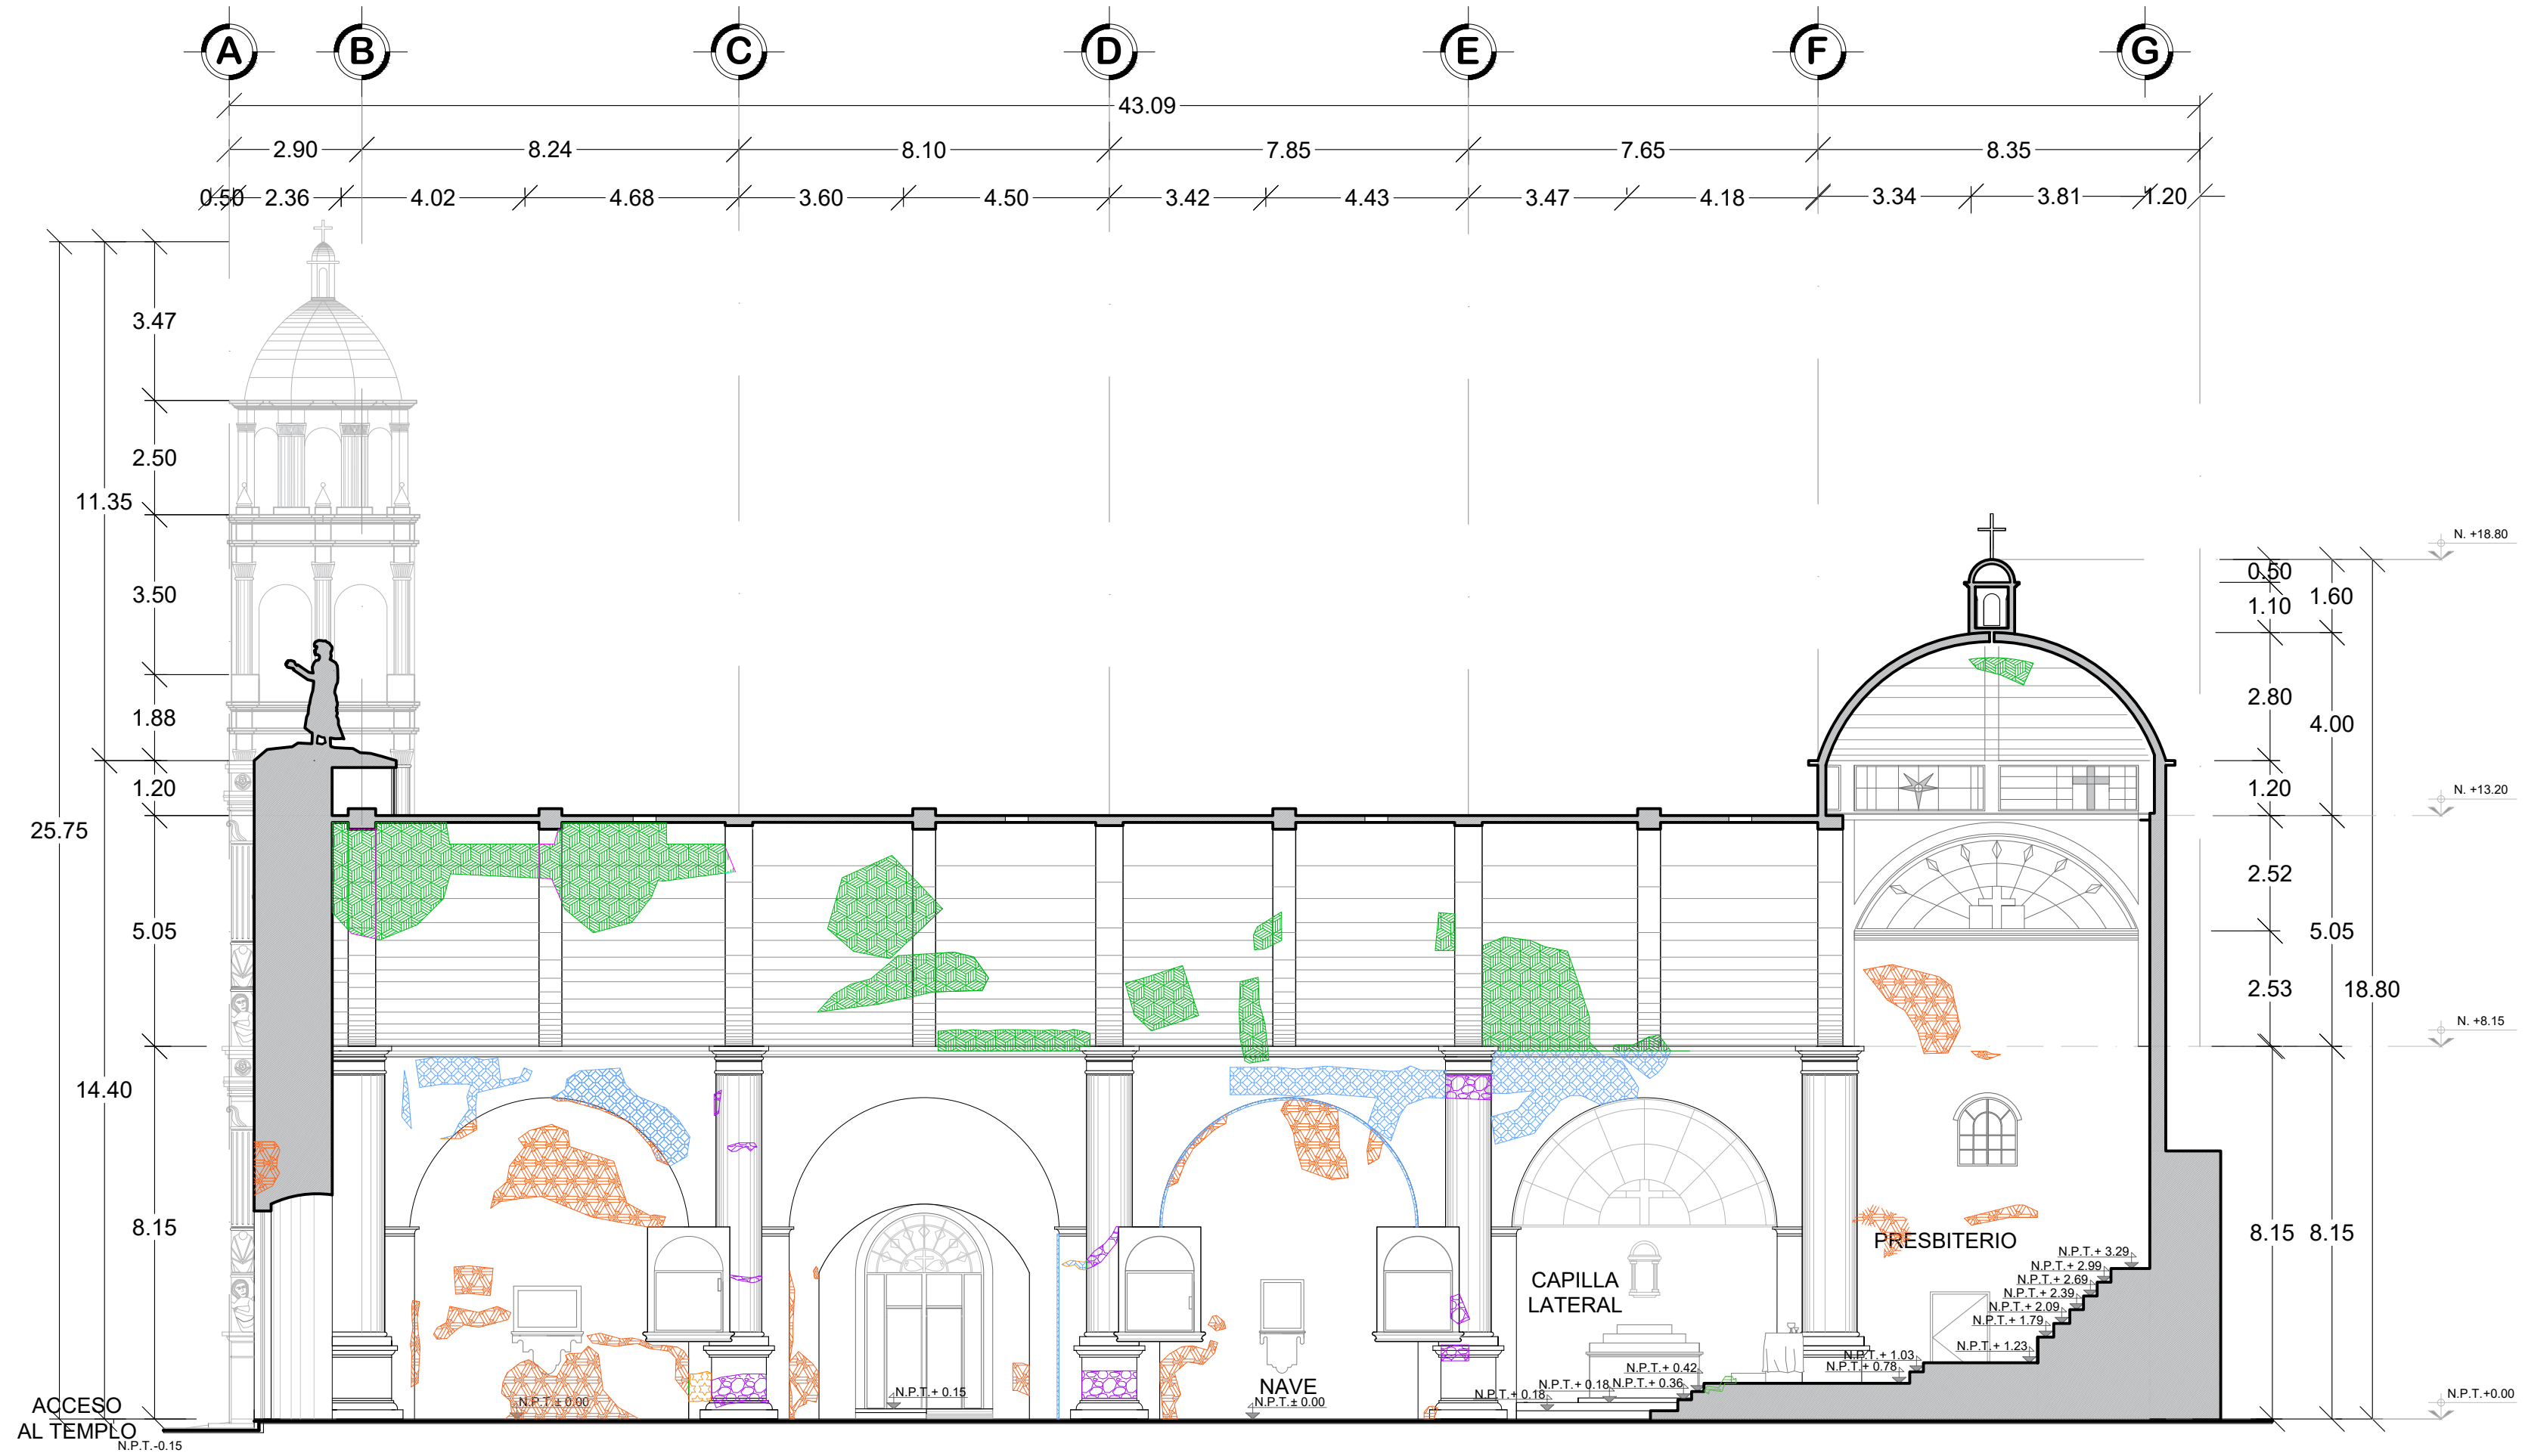 A B C D E F G
43.09
2.90 8.24 8.10 7.85 7.65 8.35
0.50 2.36 4.02 4.68 3.60 4.50 3.42 4.43 3.47 4.18 3.34 3.81 1.20
3.47
2.50
11.35
3.50
1.88
1.20
25.75
5.05
14.40
8.15
N. +18.80
0.50
1.10 1.60
2.80
4.00
1.20
N. +13.20
2.52
5.05
2.53 18.80
N. +8.15
8.15 8.15
N.P.T.+0.00
PRESBITERIO
N.P.T.+ 3.29
N.P.T.+ 2.99
N.P.T.+ 2.69
N.P.T.+ 2.39
N.P.T.+ 2.09
N.P.T.+ 1.79
N.P.T.+ 1.23
N.P.T.+ 1.03
N.P.T.+ 0.78
CAPILLA
LATERAL
N.P.T.+ 0.42
N.P.T.+ 0.36
N.P.T.+ 0.18
N.P.T.+ 0.18
NAVE
N.P.T.± 0.00
N.P.T.+ 0.15
N.P.T.± 0.00
ACCESO
AL TEMPLO
N.P.T.-0.15